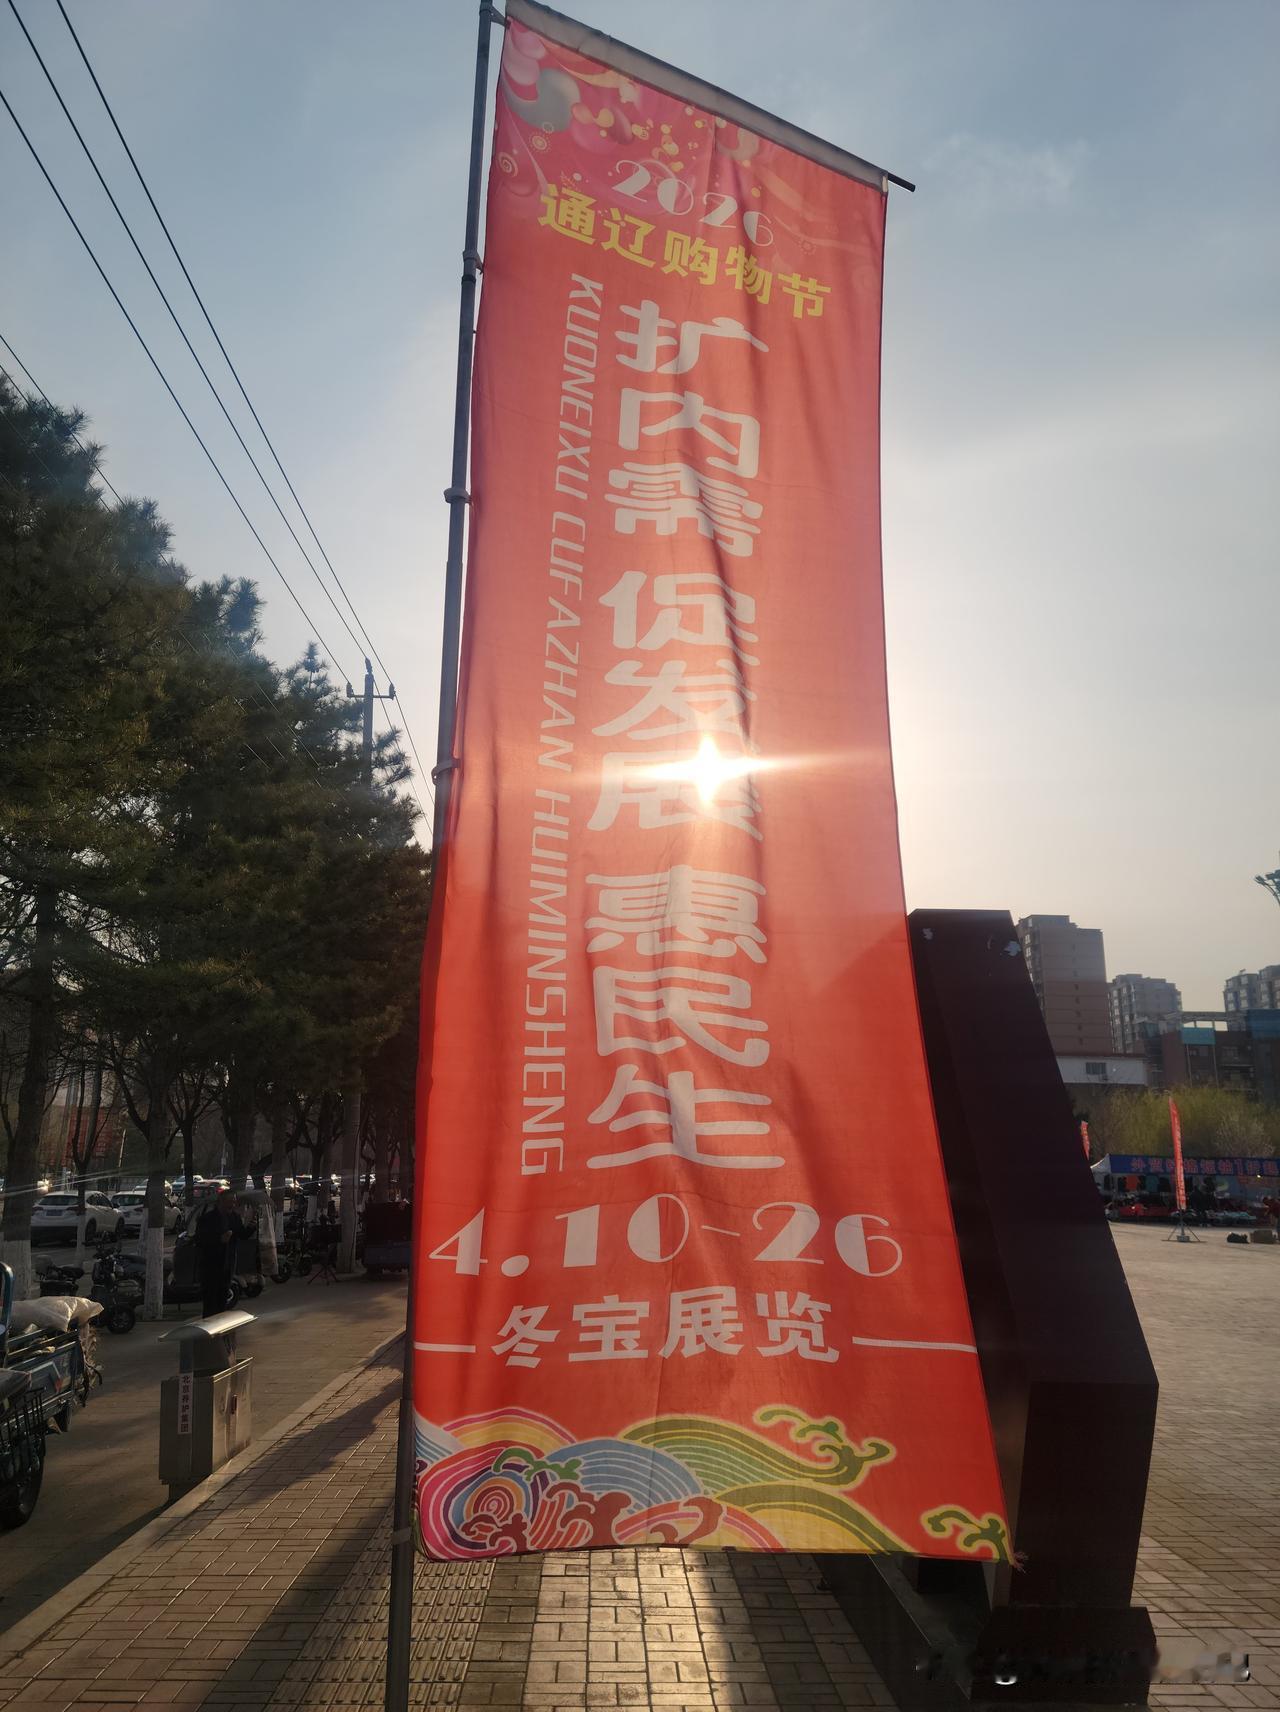 2026
通辽购物节
扩内需 促发展 惠民生
KUONEIXU CUFAZHAN HUIMINSHENG
4.10-26
冬宝展览